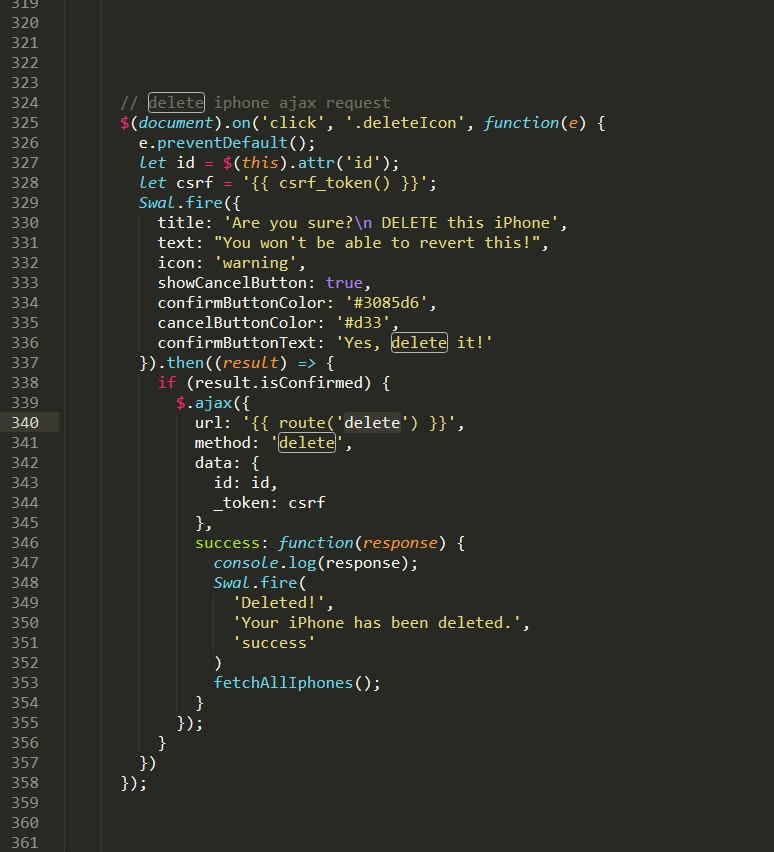 319
320
321
322
323
324 // delete iphone ajax request
325 $(document).on('click', '.deleteIcon', function(e) {
326   e.preventDefault();
327   let id = $(this).attr('id');
328   let csrf = '{{ csrf_token() }}';
329   Swal.fire({
330     title: 'Are you sure?\n DELETE this iPhone',
331     text: "You won't be able to revert this!",
332     icon: 'warning',
333     showCancelButton: true,
334     confirmButtonColor: '#3085d6',
335     cancelButtonColor: '#d33',
336     confirmButtonText: 'Yes, delete it!'
337   }).then((result) => {
338     if (result.isConfirmed) {
339       $.ajax({
340         url: '{{ route('delete') }}',
341         method: 'delete',
342         data: {
343           id: id,
344           _token: csrf
345         },
346         success: function(response) {
347           console.log(response);
348           Swal.fire(
349             'Deleted!',
350             'Your iPhone has been deleted.',
351             'success'
352           )
353           fetchAllIphones();
354         }
355       });
356     }
357   })
358 });
359
360
361